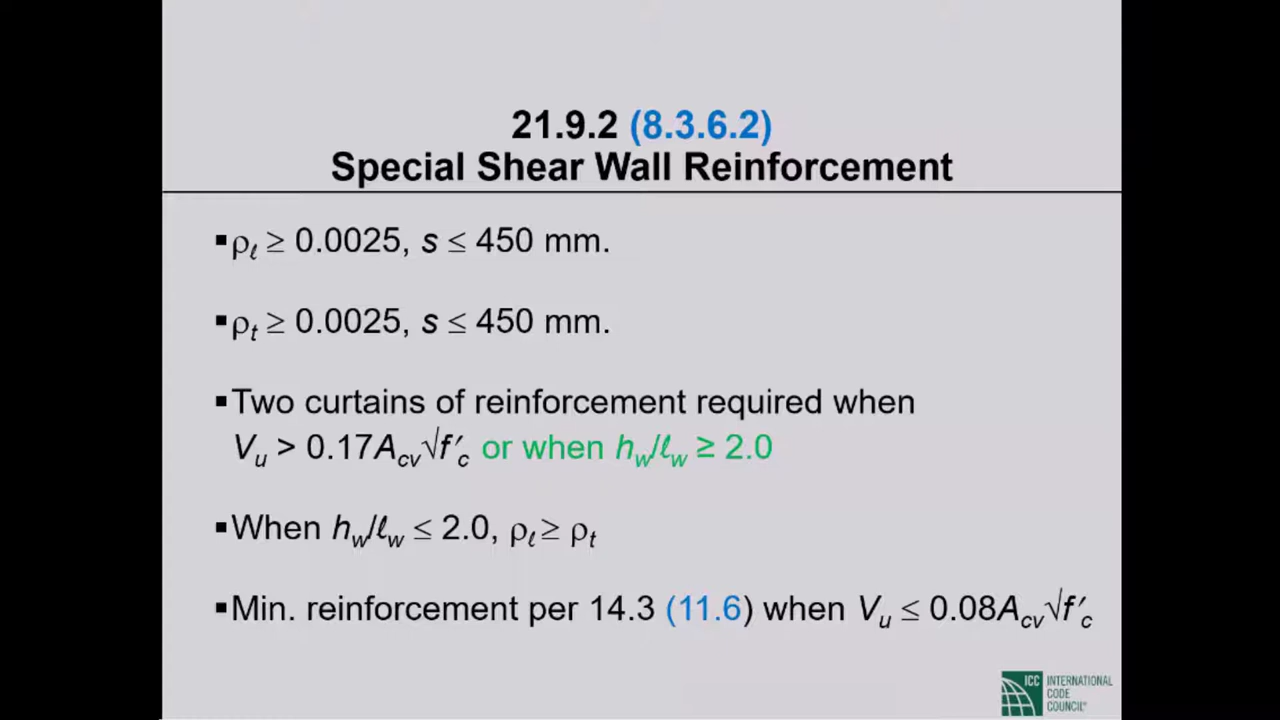 21.9.2 (8.3.6.2)
Special Shear Wall Reinforcement
▪ρℓ ≥ 0.0025, s ≤ 450 mm.
▪ρt ≥ 0.0025, s ≤ 450 mm.
▪Two curtains of reinforcement required when
Vu > 0.17Acv√f′c or when hw/ℓw ≥ 2.0
▪When hw/ℓw ≤ 2.0, ρℓ ≥ ρt
▪Min. reinforcement per 14.3 (11.6) when Vu ≤ 0.08Acv√f′c
ICC INTERNATIONAL
CODE
COUNCIL®